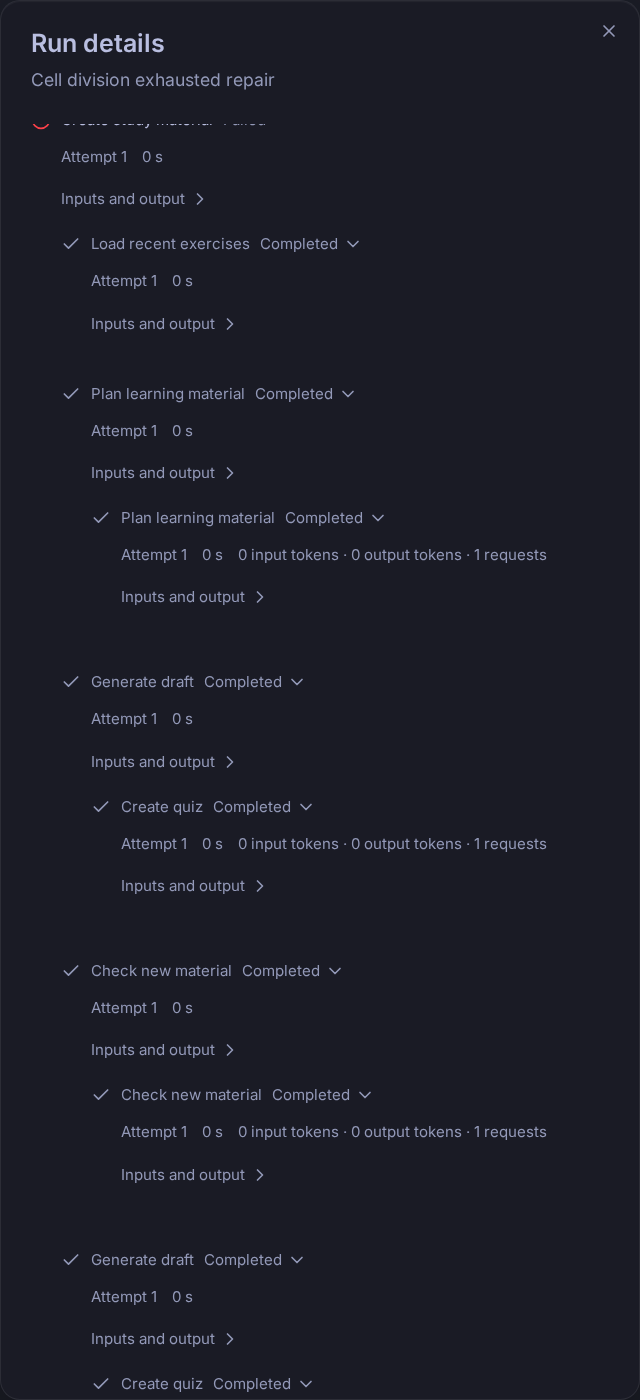 Run details
Cell division exhausted repair
Create study material Failed
Attempt 1 0 s
Inputs and output
Load recent exercises Completed
Attempt 1 0 s
Inputs and output
Plan learning material Completed
Attempt 1 0 s
Inputs and output
Plan learning material Completed
Attempt 1 0 s 0 input tokens · 0 output tokens · 1 requests
Inputs and output
Generate draft Completed
Attempt 1 0 s
Inputs and output
Create quiz Completed
Attempt 1 0 s 0 input tokens · 0 output tokens · 1 requests
Inputs and output
Check new material Completed
Attempt 1 0 s
Inputs and output
Check new material Completed
Attempt 1 0 s 0 input tokens · 0 output tokens · 1 requests
Inputs and output
Generate draft Completed
Attempt 1 0 s
Inputs and output
Create quiz Completed